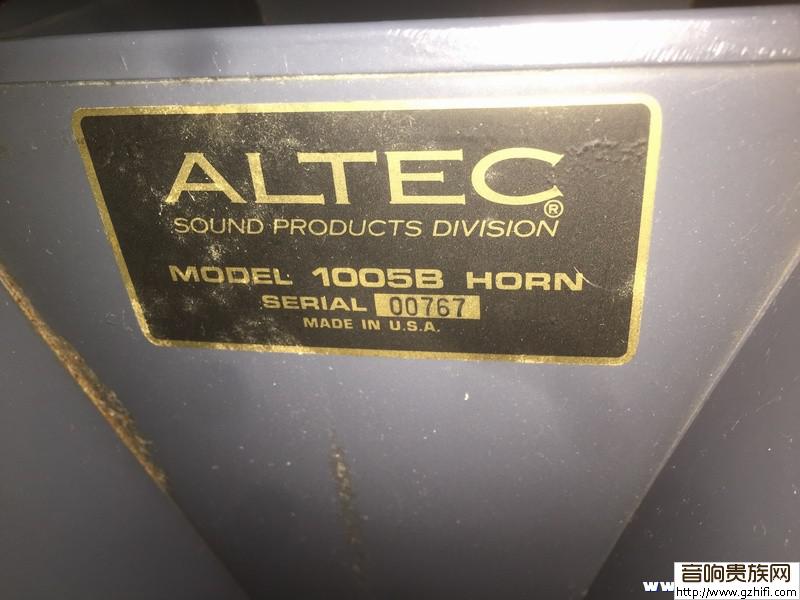 ALTEC®
SOUND PRODUCTS DIVISION
MODEL 1005B HORN
SERIAL 00767
MADE IN U.S.A.
音响贵族网
http://www.gzhifi.com